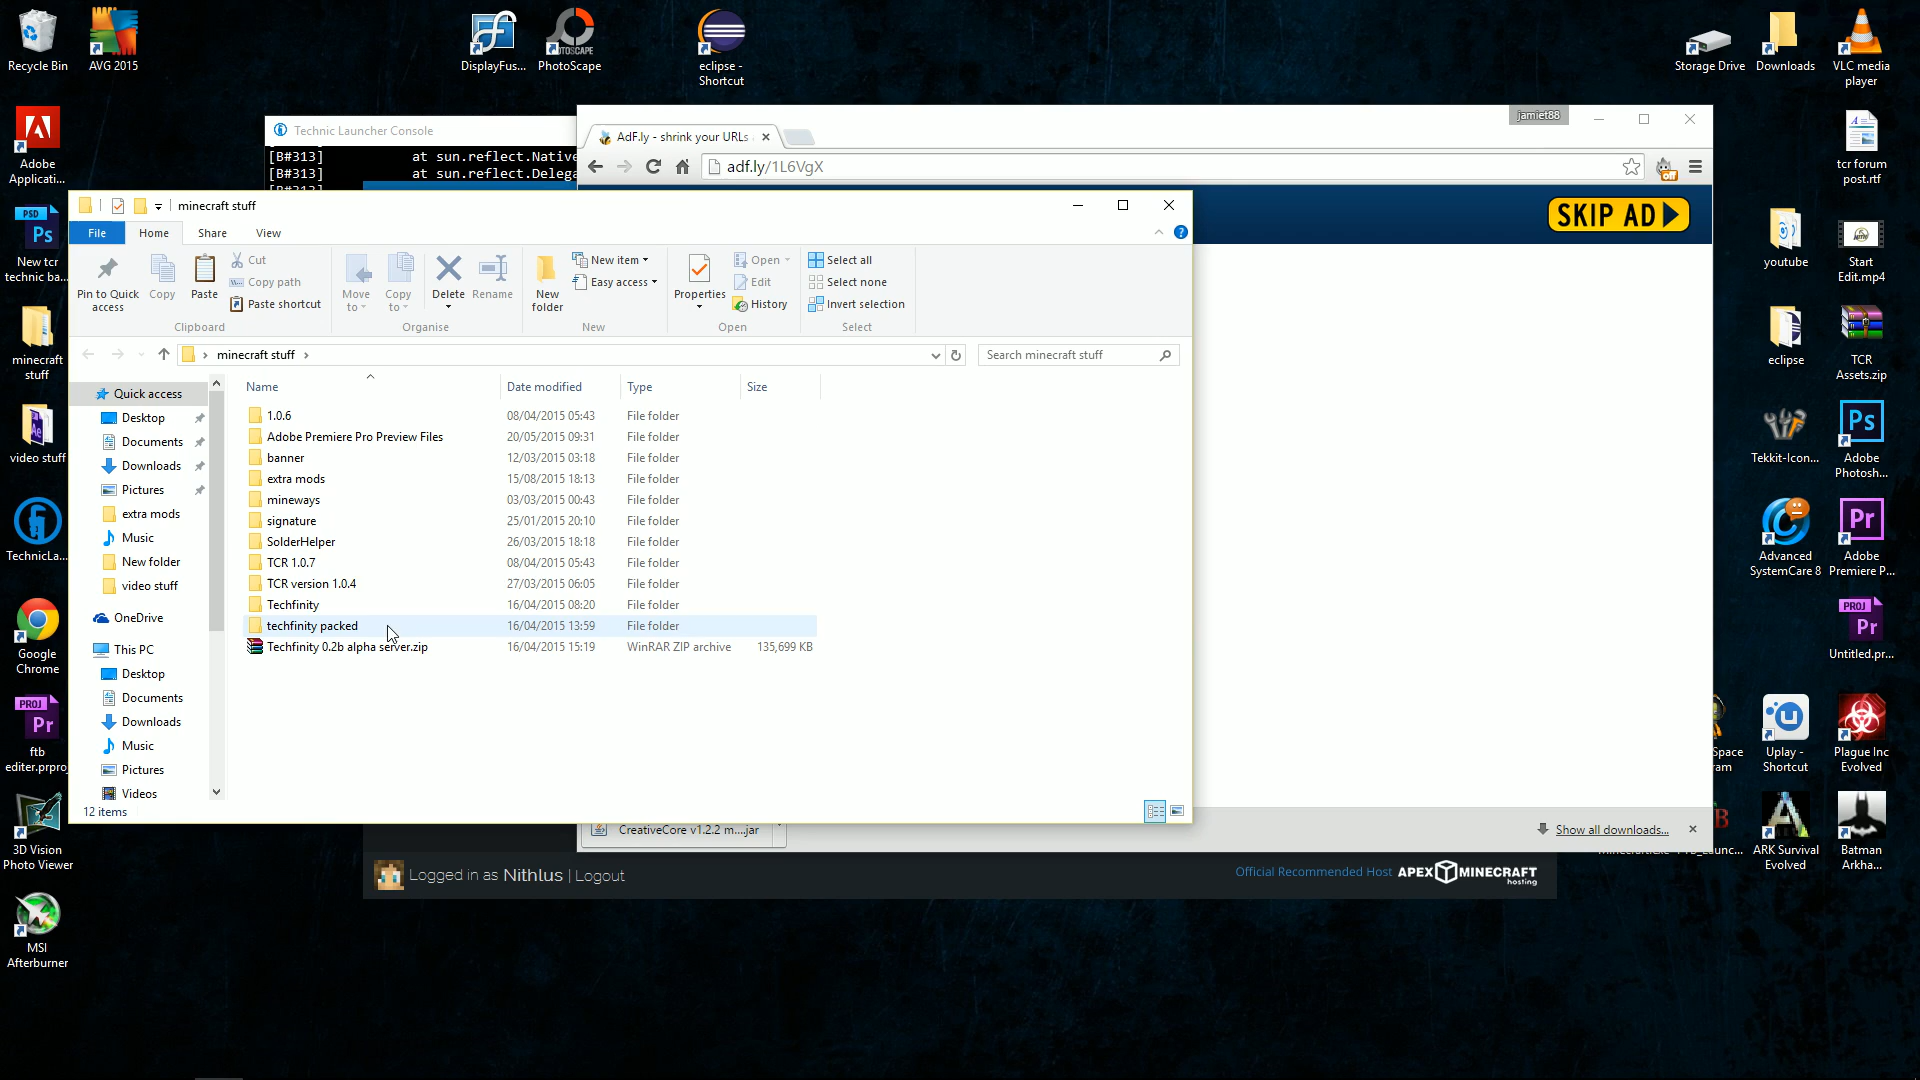 Recycle Bin
AVG 2015
DisplayFus...
PhotoScape
eclipse -
Shortcut
Storage Drive
Downloads
VLC media
player
Adobe
Applicati...
PSD
Ps
New tcr
technic ba...
minecraft
stuff
Ae
video stuff
TechnicLa...
Google
Chrome
PROJ
Pr
ftb
editer.prproj
3D Vision
Photo Viewer
MSI
Afterburner
Technic Launcher Console
[B#313] at sun.reflect.Native
[B#313] at sun.reflect.Delega
jamiet88
AdF.ly - shrink your URLs
adf.ly/1L6VgX
off
SKIP AD
minecraft stuff
File
Home
Share
View
Pin to Quick
access
Copy
Paste
Cut
Copy path
Paste shortcut
Clipboard
Move
to
Copy
to
Delete
Rename
Organise
New
folder
New item
Easy access
New
Properties
Open
Edit
History
Open
Select all
Select none
Invert selection
Select
minecraft stuff
Search minecraft stuff
Quick access
Desktop
Documents
Downloads
Pictures
extra mods
Music
New folder
video stuff
OneDrive
This PC
Desktop
Documents
Downloads
Music
Pictures
Videos
Name Date modified Type Size
1.0.6 08/04/2015 05:43 File folder
Adobe Premiere Pro Preview Files 20/05/2015 09:31 File folder
banner 12/03/2015 03:18 File folder
extra mods 15/08/2015 18:13 File folder
mineways 03/03/2015 00:43 File folder
signature 25/01/2015 20:10 File folder
SolderHelper 26/03/2015 18:18 File folder
TCR 1.0.7 08/04/2015 05:43 File folder
TCR version 1.0.4 27/03/2015 06:05 File folder
Techfinity 16/04/2015 08:20 File folder
techfinity packed 16/04/2015 13:59 File folder
Techfinity 0.2b alpha server.zip 16/04/2015 15:19 WinRAR ZIP archive 135,699 KB
12 items
CreativeCore v1.2.2 m....jar
Show all downloads...
Logged in as Nithlus | Logout
Official Recommended Host APEX MINECRAFT
hosting
tcr forum
post.rtf
youtube
Start
Edit.mp4
eclipse
TCR
Assets.zip
Tekkit-Icon...
Ps
Adobe
Photosh...
Advanced
SystemCare 8
Pr
Adobe
Premiere P...
PROJ
Pr
Untitled.pr...
Space
ram
Uplay -
Shortcut
Plague Inc
Evolved
ARK Survival
Evolved
Batman
Arkha...